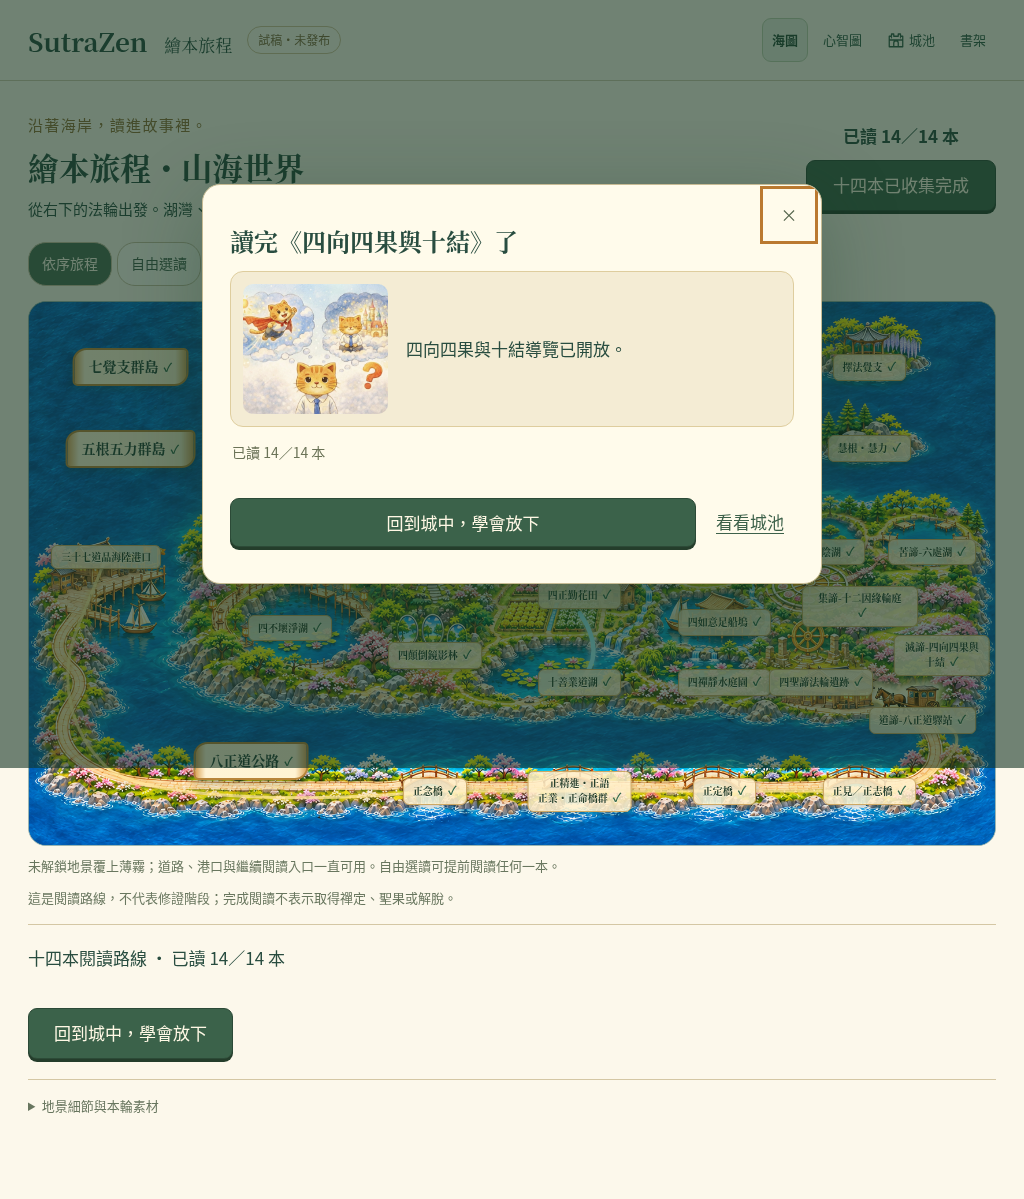 SutraZen 繪本旅程 試稿・未發布
海圖 心智圖 城池 書架
沿著海岸，讀進故事裡。
繪本旅程・山海世界
從右下的法輪出發。湖灣、
已讀 14／14 本
十四本已收集完成
依序旅程 自由選讀
讀完《四向四果與十結》了
四向四果與十結導覽已開放。
已讀 14／14 本
回到城中，學會放下 看看城池
七覺支群島 ✓
擇法覺支 ✓
五根五力群島 ✓
慧根・慧力 ✓
三十七道品海陸港口
陰湖 ✓
苦諦-六處湖 ✓
四正勤花田 ✓
集諦-十二因緣輪庭
✓
四不壞淨湖 ✓
四如意足船塢 ✓
四顛倒鏡影林 ✓
滅諦-四向四果與
十結 ✓
十善業道湖 ✓
四禪靜水庭園 ✓
四聖諦法輪遺跡 ✓
道諦-八正道驛站 ✓
八正道公路 ✓
正念橋 ✓
正精進・正語
正業・正命橋群 ✓
正定橋 ✓
正見／正志橋 ✓
未解鎖地景覆上薄霧；道路、港口與繼續閱讀入口一直可用。自由選讀可提前閱讀任何一本。
這是閱讀路線，不代表修證階段；完成閱讀不表示取得禪定、聖果或解脫。
十四本閱讀路線 ・ 已讀 14／14 本
回到城中，學會放下
地景細節與本輪素材